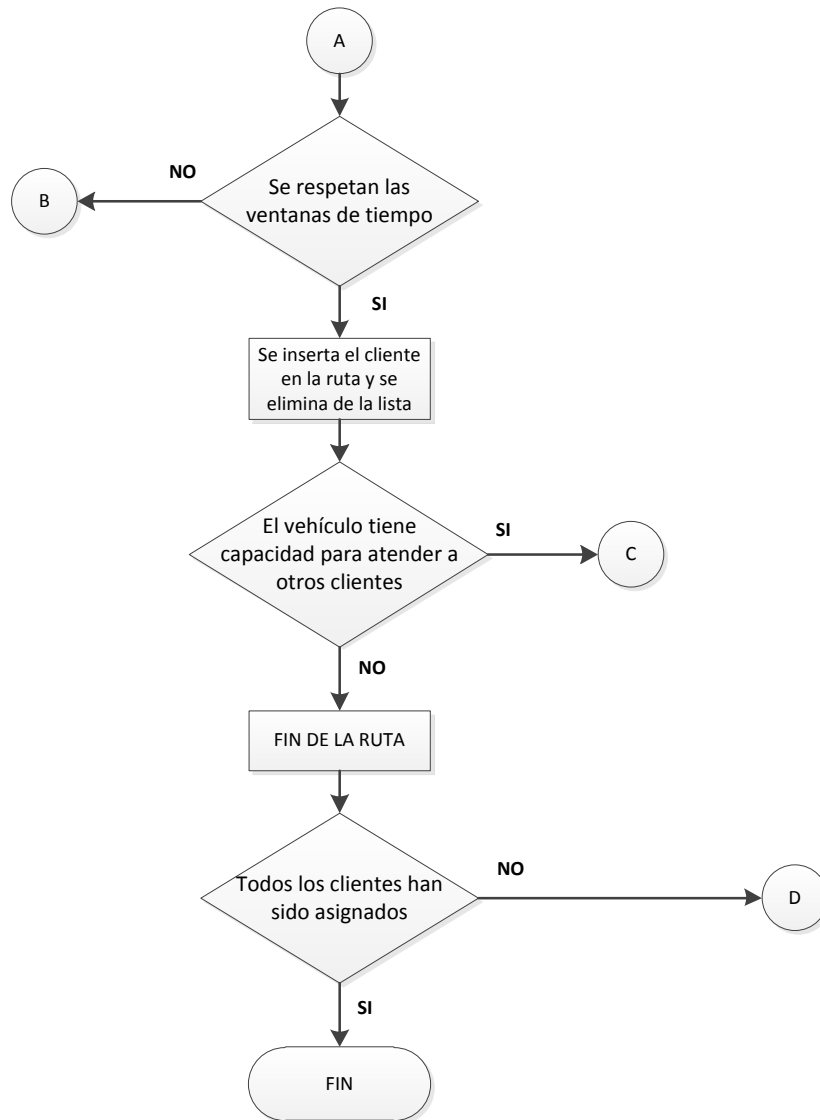 A
NO
B
Se respetan las
ventanas de tiempo
SI
Se inserta el cliente
en la ruta y se
elimina de la lista
El vehículo tiene
capacidad para atender a
otros clientes
SI
C
NO
FIN DE LA RUTA
Todos los clientes han
sido asignados
NO
D
SI
FIN